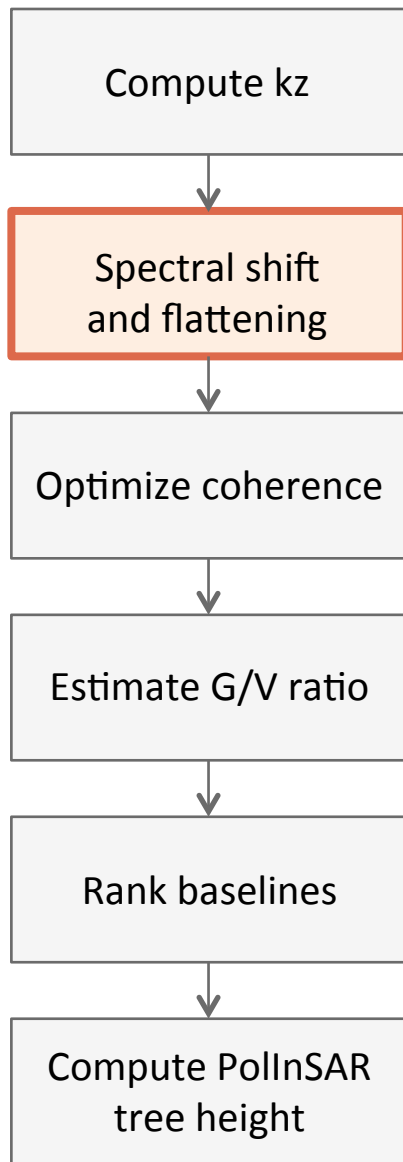 Compute kz
Spectral shift
and flattening
Optimize coherence
Estimate G/V ratio
Rank baselines
Compute PolInSAR
tree height